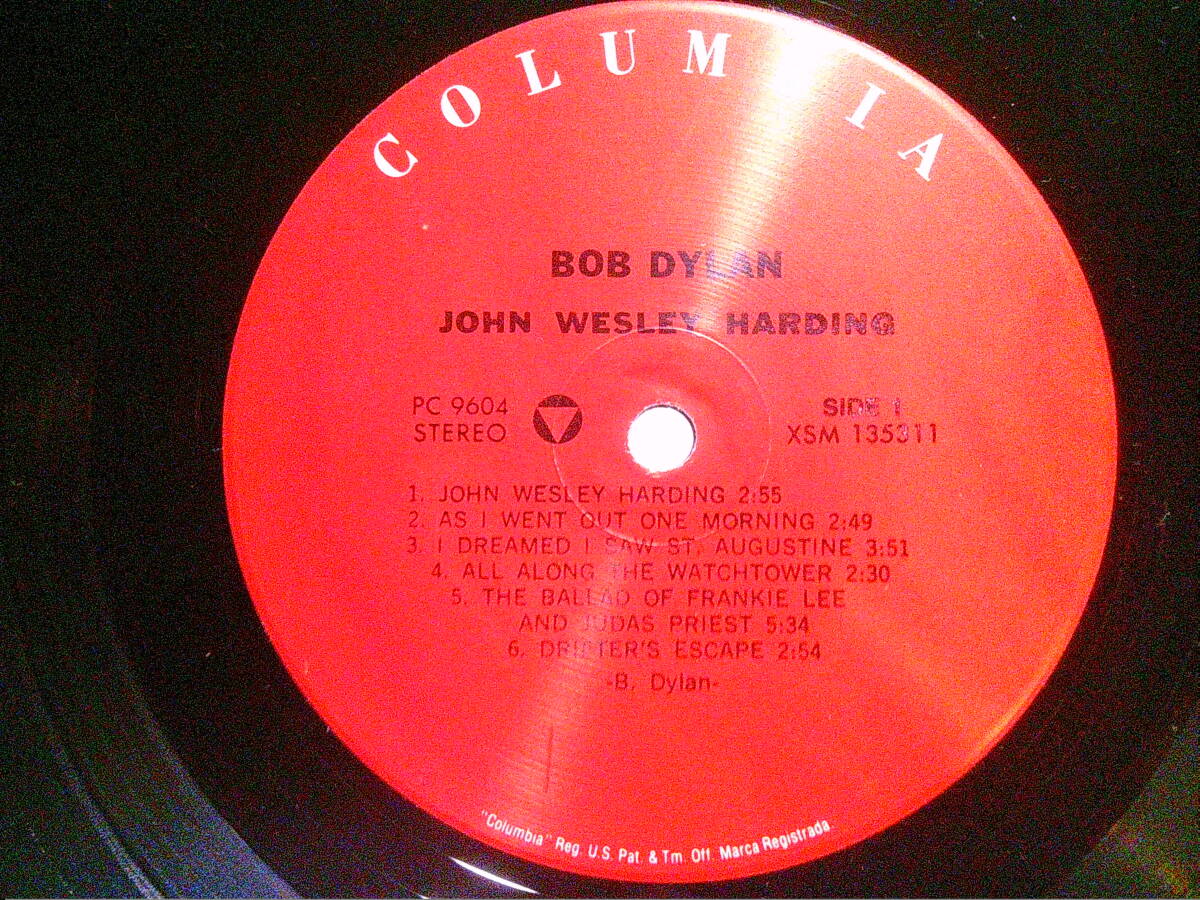 COLUMBIA
BOB DYLAN
JOHN WESLEY HARDING
PC 9604
STEREO
SIDE 1
XSM 135311
1. JOHN WESLEY HARDING 2:55
2. AS I WENT OUT ONE MORNING 2:49
3. I DREAMED I SAW ST. AUGUSTINE 3:51
4. ALL ALONG THE WATCHTOWER 2:30
5. THE BALLAD OF FRANKIE LEE
AND JUDAS PRIEST 5:34
6. DRIFTER'S ESCAPE 2:54
-B. Dylan-
"Columbia" Reg. U.S. Pat. & Tm. Off. Marca Registrada